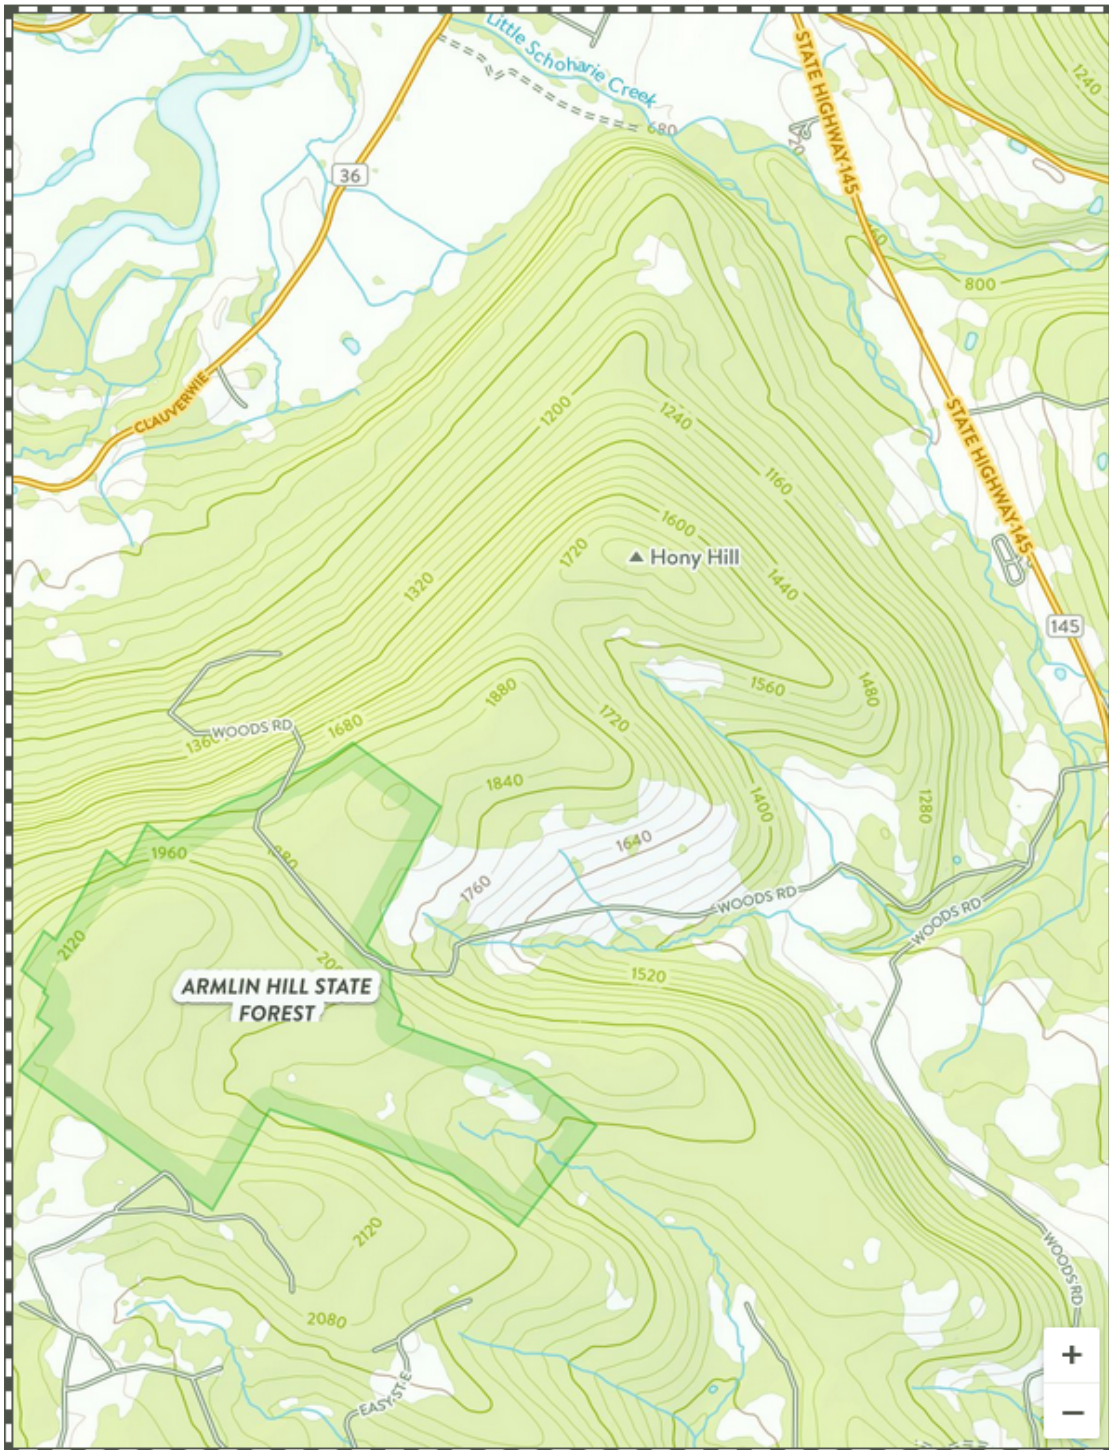 Little Schoharie Creek
STATE HIGHWAY 145
1240
680
36
800
CLAUVERWIE
1200
1240
STATE HIGHWAY 145
1160
1600
1720
Hony Hill
1440
1320
145
1560
1480
1880
1720
WOODS RD
1680
1360
1840
1400
1280
1640
1960
1760
WOODS RD
WOODS RD
2120
1520
ARMLIN HILL STATE
FOREST
2120
WOODS RD
2080
EASY ST E
+
−